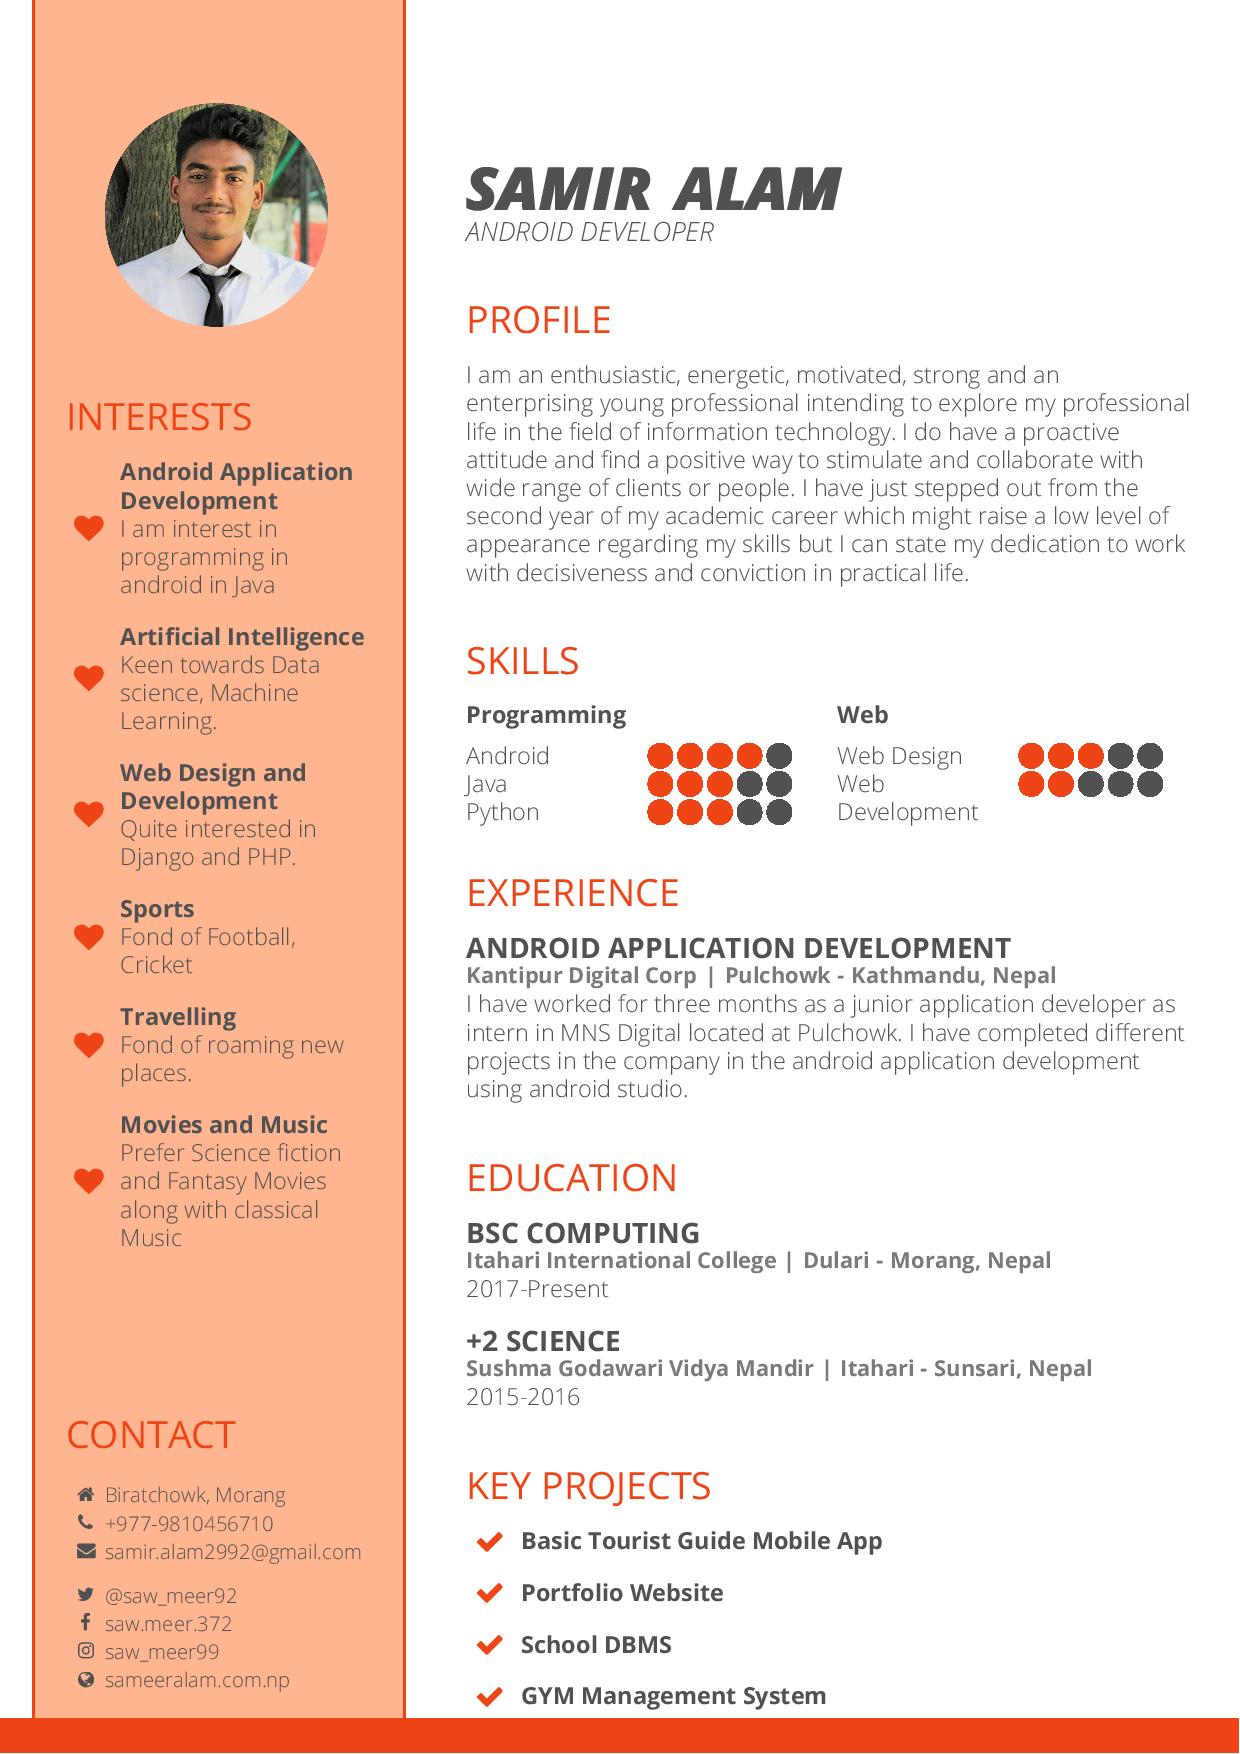 SAMIR ALAM
ANDROID DEVELOPER
INTERESTS
Android Application
Development
I am interest in
programming in
android in Java
Artificial Intelligence
Keen towards Data
science, Machine
Learning.
Web Design and
Development
Quite interested in
Django and PHP.
Sports
Fond of Football,
Cricket
Travelling
Fond of roaming new
places.
Movies and Music
Prefer Science fiction
and Fantasy Movies
along with classical
Music
CONTACT
Biratchowk, Morang
+977-9810456710
samir.alam2992@gmail.com
@saw_meer92
saw.meer.372
saw_meer99
sameeralam.com.np
PROFILE
I am an enthusiastic, energetic, motivated, strong and an
enterprising young professional intending to explore my professional
life in the field of information technology. I do have a proactive
attitude and find a positive way to stimulate and collaborate with
wide range of clients or people. I have just stepped out from the
second year of my academic career which might raise a low level of
appearance regarding my skills but I can state my dedication to work
with decisiveness and conviction in practical life.
SKILLS
Programming
Android
Java
Python
Web
Web Design
Web
Development
EXPERIENCE
ANDROID APPLICATION DEVELOPMENT
Kantipur Digital Corp | Pulchowk - Kathmandu, Nepal
I have worked for three months as a junior application developer as
intern in MNS Digital located at Pulchowk. I have completed different
projects in the company in the android application development
using android studio.
EDUCATION
BSC COMPUTING
Itahari International College | Dulari - Morang, Nepal
2017-Present
+2 SCIENCE
Sushma Godawari Vidya Mandir | Itahari - Sunsari, Nepal
2015-2016
KEY PROJECTS
Basic Tourist Guide Mobile App
Portfolio Website
School DBMS
GYM Management System